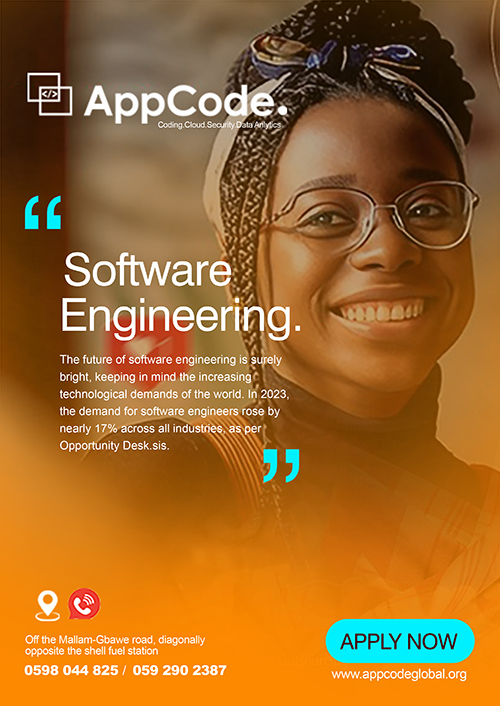 </>
AppCode.
Coding.Cloud.Security.Data Anlytics
“
Software
Engineering.
The future of software engineering is surely
bright, keeping in mind the increasing
technological demands of the world. In 2023,
the demand for software engineers rose by
nearly 17% across all industries, as per
Opportunity Desk.sis.
”
Off the Mallam-Gbawe road, diagonally
opposite the shell fuel station
0598 044 825 / 059 290 2387
APPLY NOW
www.appcodeglobal.org